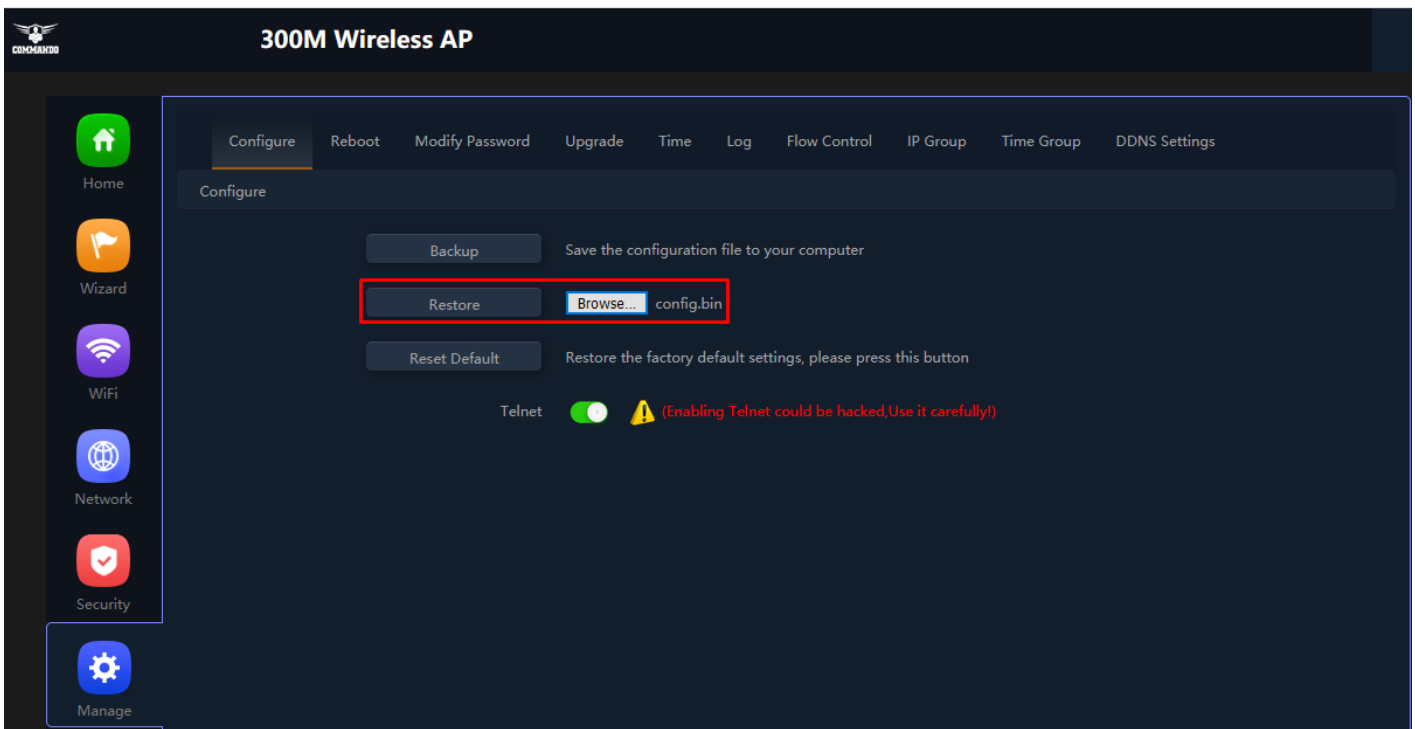 COMMANDO
300M Wireless AP
Configure Reboot Modify Password Upgrade Time Log Flow Control IP Group Time Group DDNS Settings
Home
Configure
Backup Save the configuration file to your computer
Wizard
Restore Browse... config.bin
Reset Default Restore the factory default settings, please press this button
WiFi
Telnet (Enabling Telnet could be hacked,Use it carefully!)
Network
Security
Manage